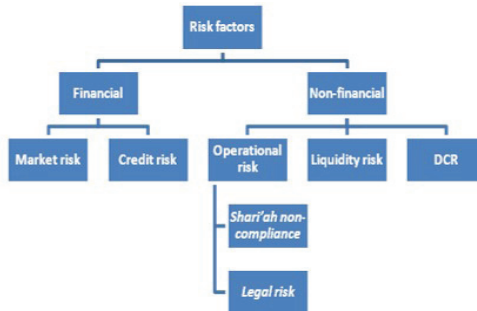 Risk factors
Financial
Non-financial
Market risk
Credit risk
Operational
risk
Liquidity risk
DCR
Shari'ah non-
compliance
Legal risk